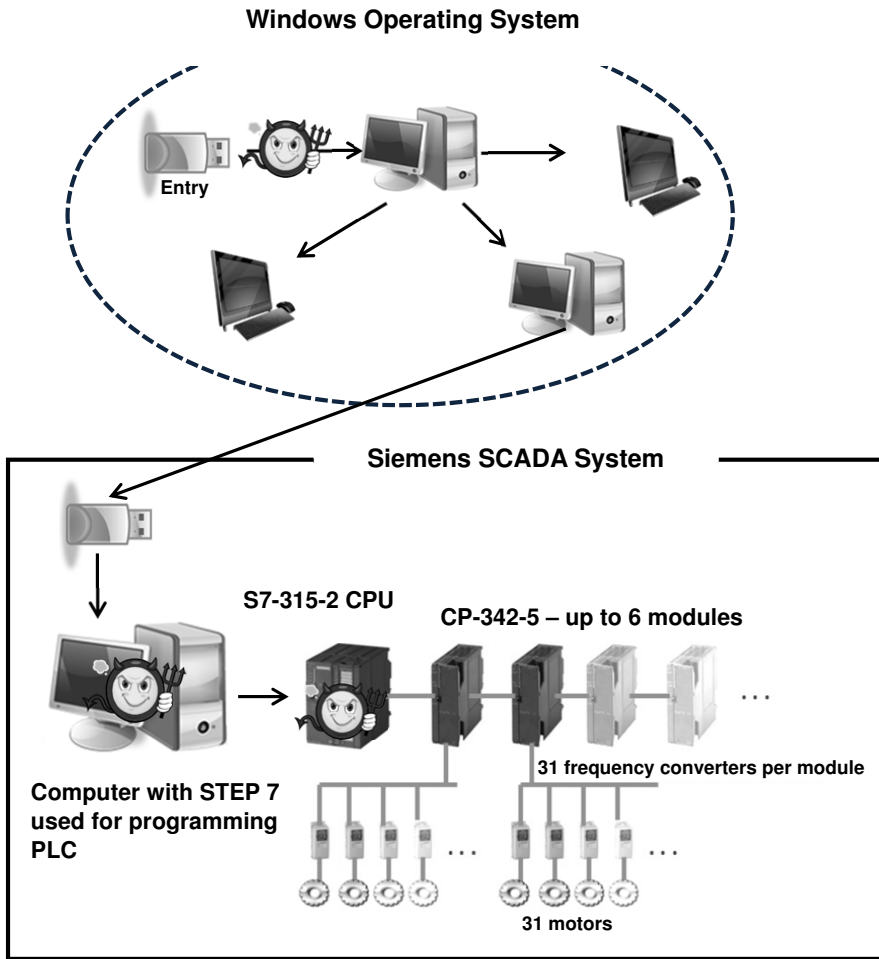 Windows Operating System
Entry
Siemens SCADA System
S7-315-2 CPU
CP-342-5 – up to 6 modules
...
31 frequency converters per module
Computer with STEP 7
used for programming
PLC
...
...
31 motors